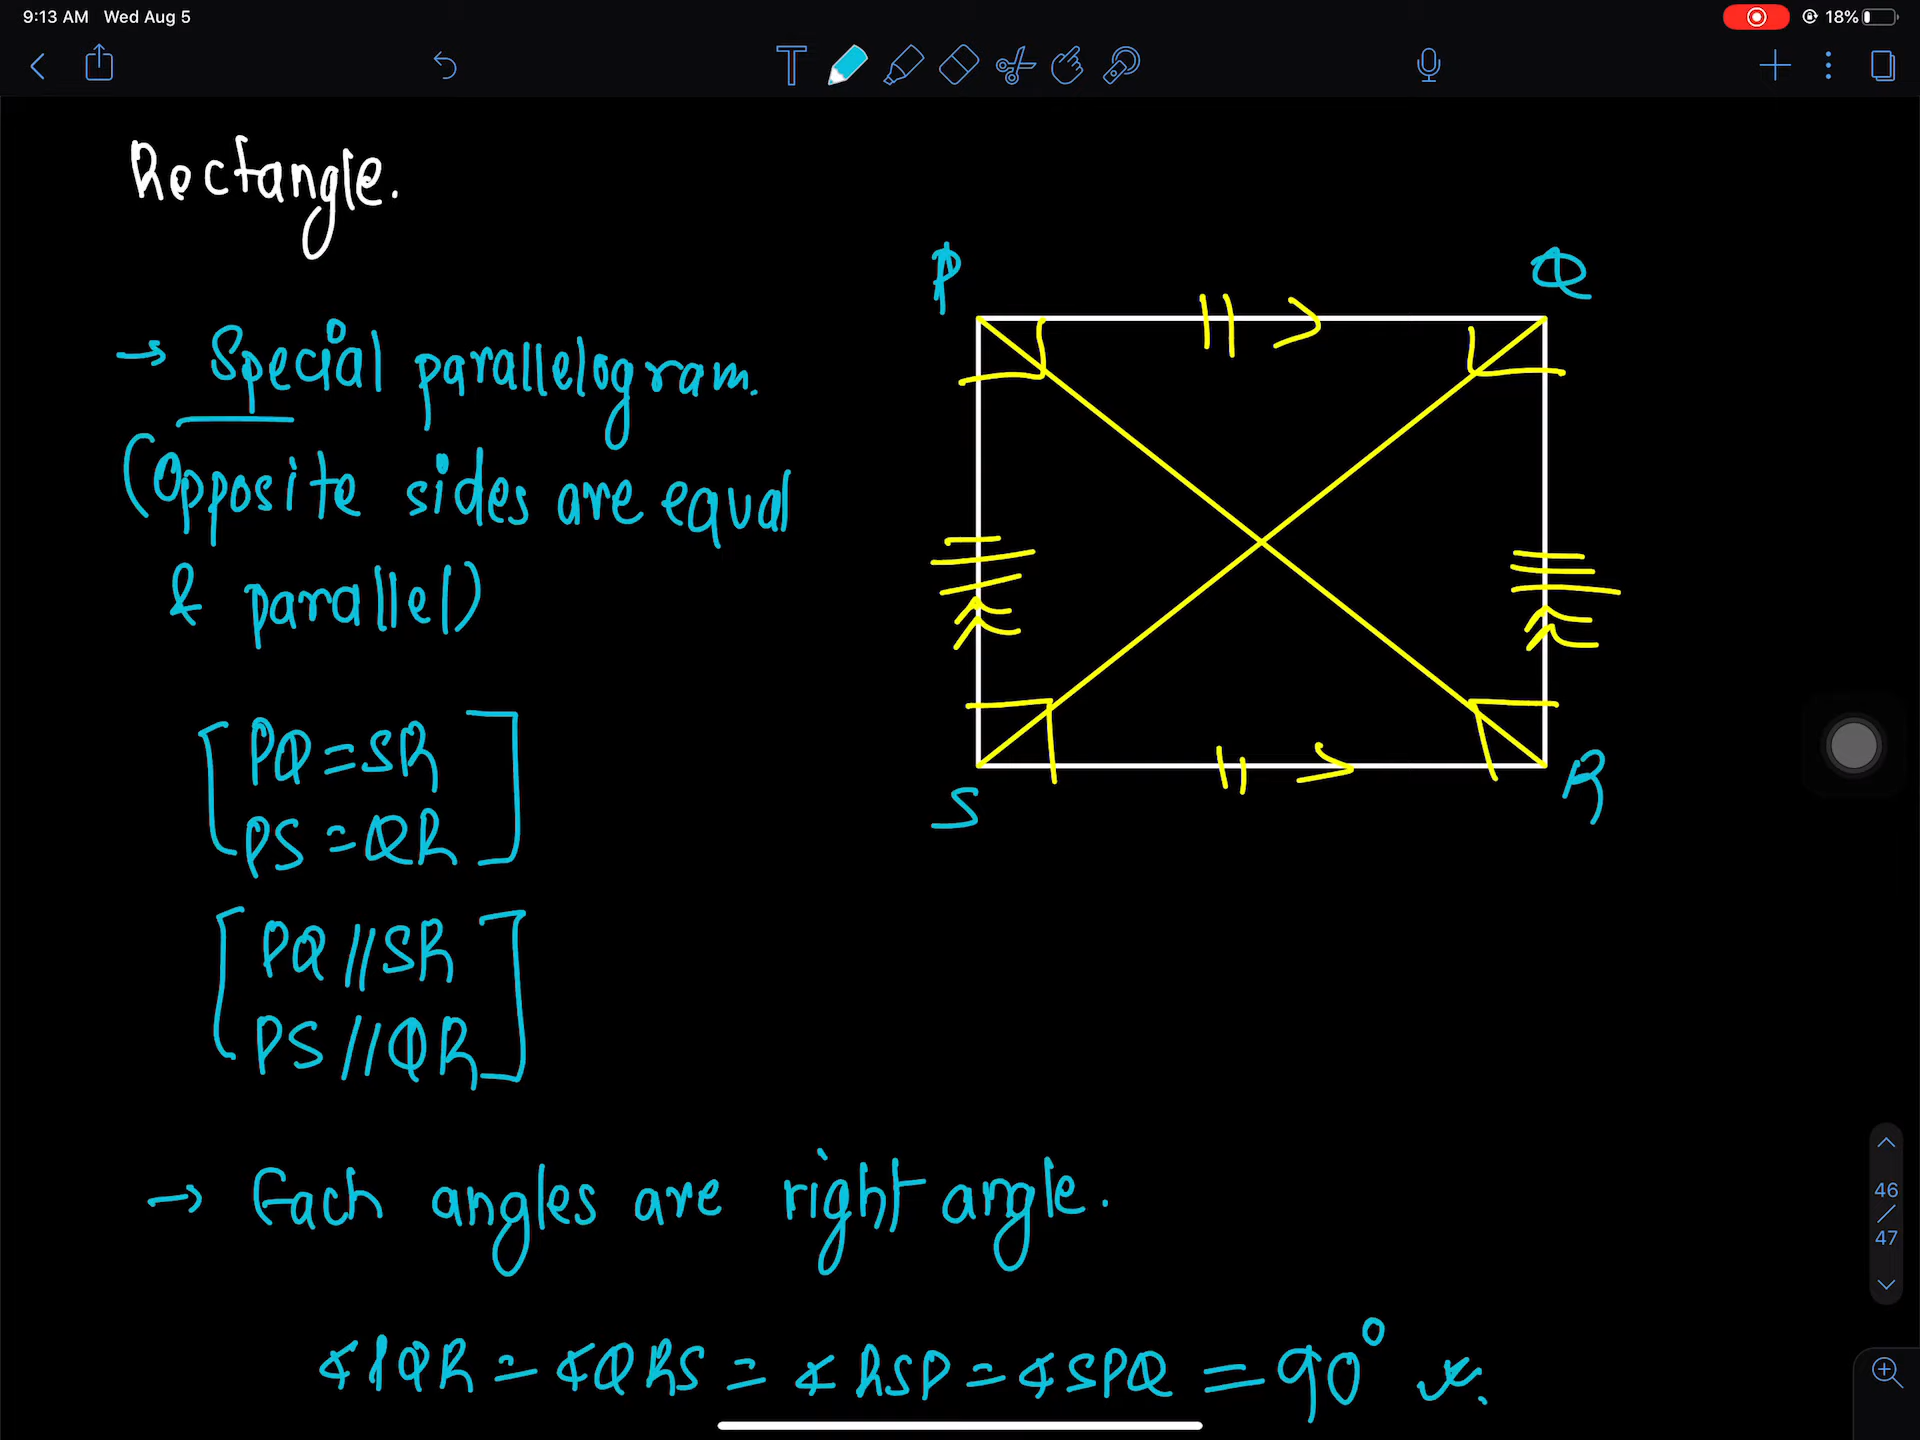 9:13 AM Wed Aug 5
18%
Rectangle.
→ Special parallelogram.
(Opposite sides are equal
& parallel)
P
Q
S
R
PQ = SR
PS = QR
PQ // SR
PS // QR
→ Each angles are right angle.
∢PQR = ∢QRS = ∢RSP = ∢SPQ = 90°
46
/
47